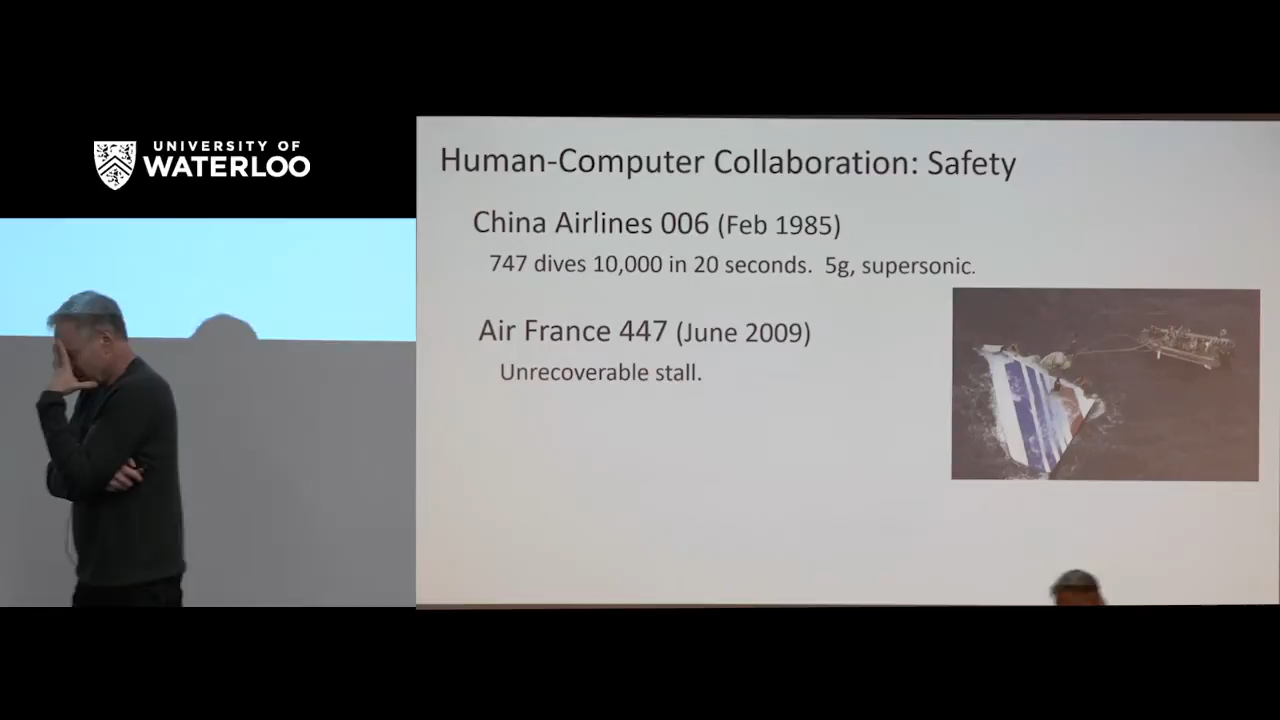 UNIVERSITY OF
WATERLOO
Human-Computer Collaboration: Safety
China Airlines 006 (Feb 1985)
747 dives 10,000 in 20 seconds.  5g, supersonic.
Air France 447 (June 2009)
Unrecoverable stall.